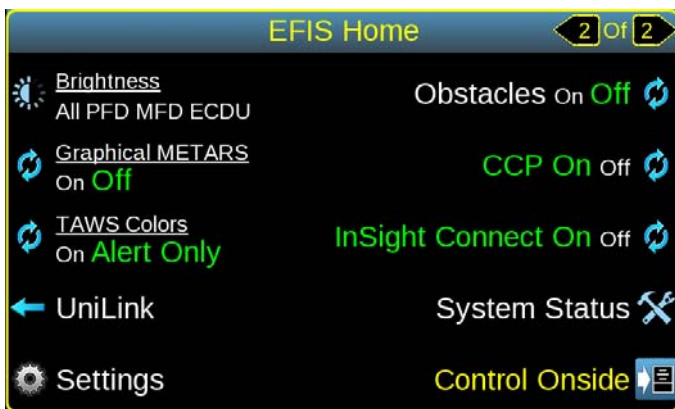 EFIS Home 2 Of 2
Brightness
All PFD MFD ECDU
Obstacles On Off
Graphical METARS
On Off
CCP On Off
TAWS Colors
On Alert Only
InSight Connect On Off
UniLink
System Status
Settings
Control Onside